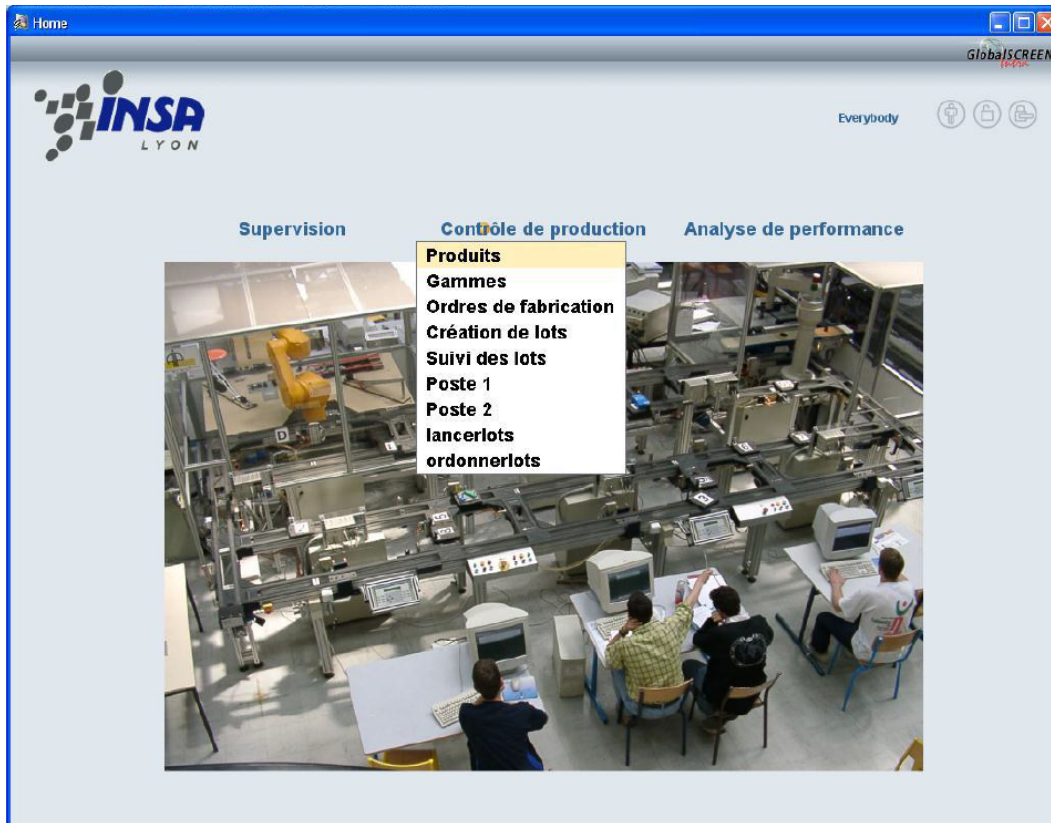 Home
GlobalSCREEN
Intra
INSA
LYON
Everybody
Supervision
Contrôle de production
Analyse de performance
Produits
Gammes
Ordres de fabrication
Création de lots
Suivi des lots
Poste 1
Poste 2
lancerlots
ordonnerlots
D